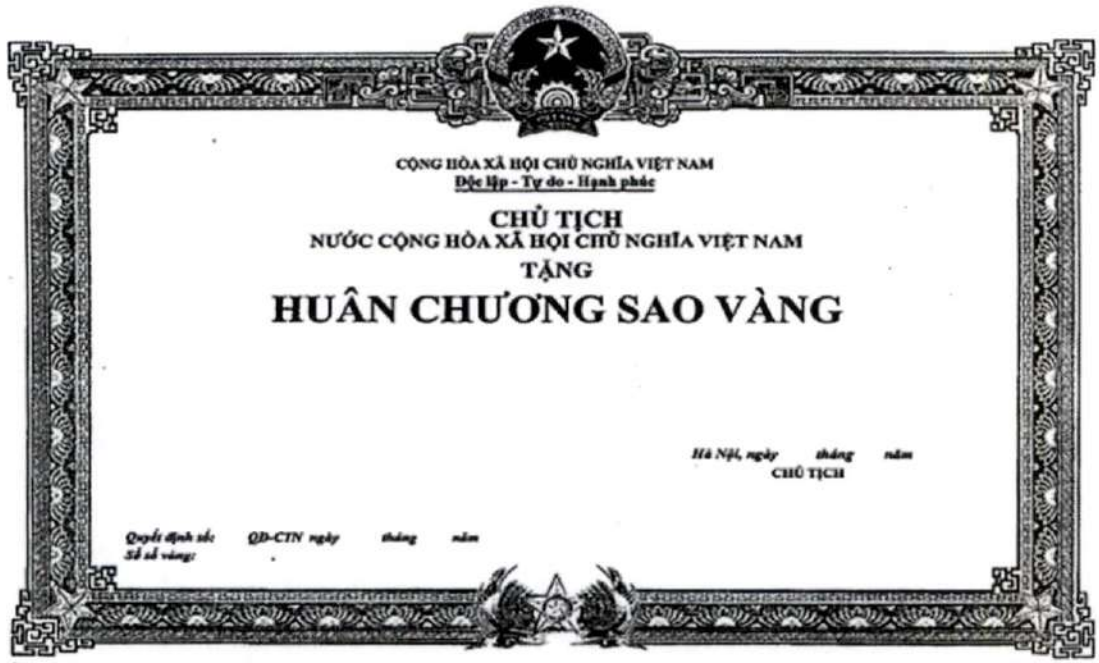 CỘNG HÒA XÃ HỘI CHỦ NGHĨA VIỆT NAM
Độc lập - Tự do - Hạnh phúc
CHỦ TỊCH
NƯỚC CỘNG HÒA XÃ HỘI CHỦ NGHĨA VIỆT NAM
TẶNG
HUÂN CHƯƠNG SAO VÀNG
Hà Nội, ngày tháng năm
CHỦ TỊCH
Quyết định số: QĐ-CTN ngày tháng năm
Số sổ vàng: